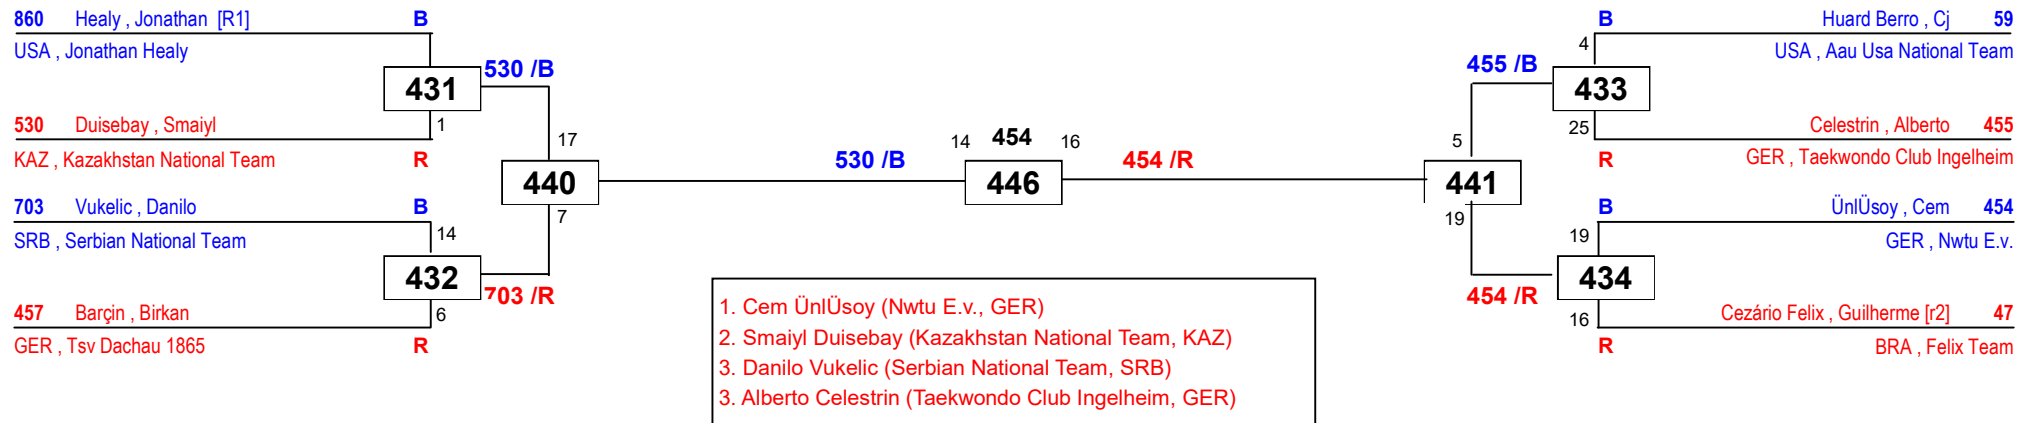 860 Healy , Jonathan [R1] B
USA , Jonathan Healy
431
530 /B
530 Duisebay , Smaiyl
1
KAZ , Kazakhstan National Team R
17
440
7
703 Vukelic , Danilo B
SRB , Serbian National Team
14
432
703 /R
457 Barçin , Birkan
6
GER , Tsv Dachau 1865 R
530 /B
14 454 16
446
454 /R
B Huard Berro , Cj 59
4
USA , Aau Usa National Team
455 /B
433
25
Celestrin , Alberto 455
R GER , Taekwondo Club Ingelheim
5
441
19
B ÜnlÜsoy , Cem 454
19
GER , Nwtu E.v.
434
454 /R
16
Cezário Felix , Guilherme [r2] 47
R BRA , Felix Team
1. Cem ÜnlÜsoy (Nwtu E.v., GER)
2. Smaiyl Duisebay (Kazakhstan National Team, KAZ)
3. Danilo Vukelic (Serbian National Team, SRB)
3. Alberto Celestrin (Taekwondo Club Ingelheim, GER)